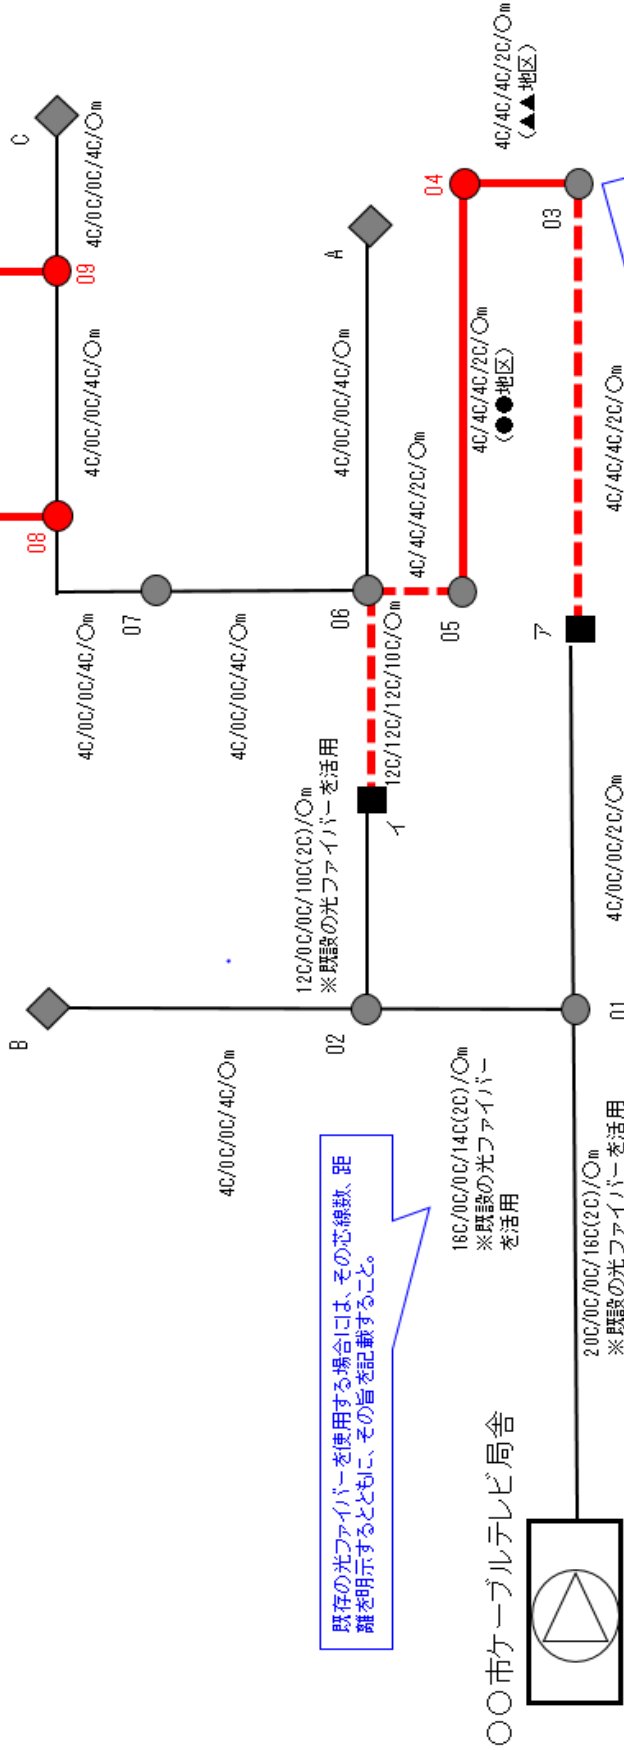 B
C
08
4C/0C/0C/4C/〇m
4C/0C/0C/4C/〇m
09
4C/0C/0C/4C/〇m
07
4C/0C/0C/4C/〇m
4C/0C/0C/4C/〇m
12C/0C/0C/10C(2C)/〇m
※既設の光ファイバーを活用
02
06
4C/0C/0C/4C/〇m
A
既存の光ファイバーを使用する場合には、その芯線数、距
離を明示するとともに、その旨を記載すること。
イ
12C/12C/12C/10C/〇m
4C/4C/4C/2C/〇m
04
05
16C/0C/0C/14C(2C)/〇m
※既設の光ファイバー
を活用
4C/4C/4C/2C/〇m
(●●地区)
4C/4C/4C/2C/〇m
(▲▲地区)
〇〇市ケーブルテレビ局舎
ア
03
20C/0C/0C/16C(2C)/〇m
※既設の光ファイバーを活用
01
4C/0C/0C/2C/〇m
4C/4C/4C/2C/〇m